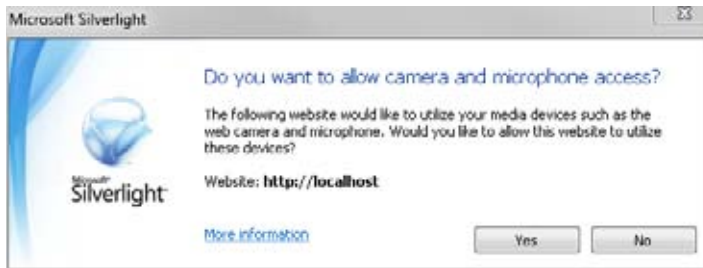 Microsoft Silverlight
Do you want to allow camera and microphone access?
The following website would like to utilize your media devices such as the
web camera and microphone. Would you like to allow this website to utilize
these devices?
Website: http://localhost
Microsoft
Silverlight
More information
Yes
No